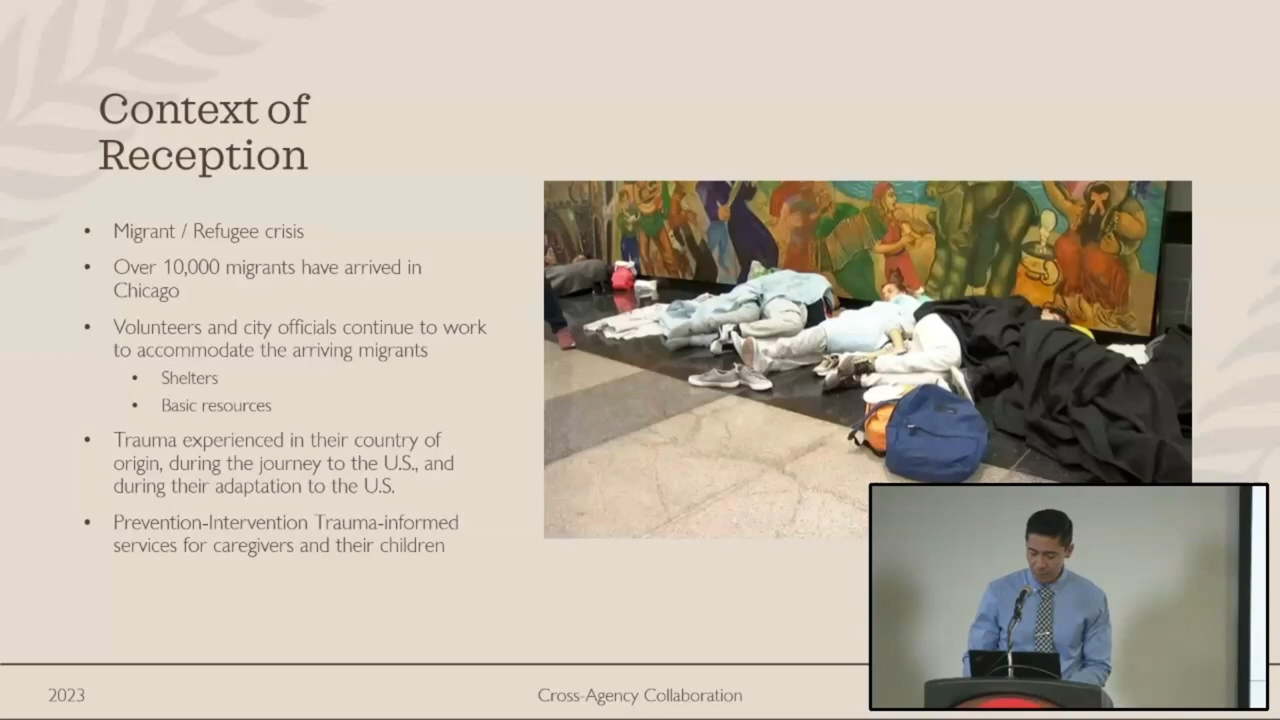 Context of
Reception
• Migrant / Refugee crisis
• Over 10,000 migrants have arrived in
Chicago
• Volunteers and city officials continue to work
to accommodate the arriving migrants
• Shelters
• Basic resources
• Trauma experienced in their country of
origin, during the journey to the U.S., and
during their adaptation to the U.S.
• Prevention-Intervention Trauma-informed
services for caregivers and their children
2023
Cross-Agency Collaboration